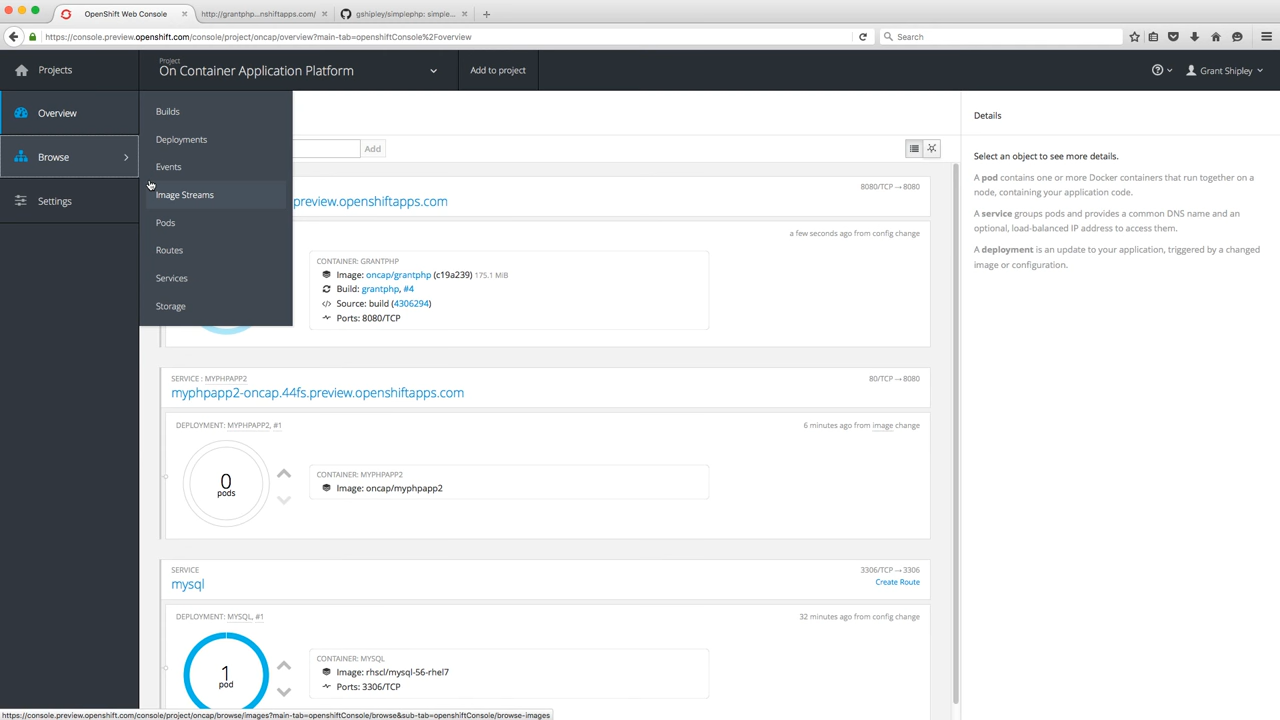 OpenShift Web Console
http://grantphp...nshiftapps.com/
gshipley/simplephp: simple...
https://console.preview.openshift.com/console/project/oncap/overview?main-tab=openshiftConsole%2Foverview
Search
Projects
Project
On Container Application Platform
Add to project
Grant Shipley
Overview
Browse
Settings
Builds
Deployments
Events
Image Streams
Pods
Routes
Services
Storage
Add
8080/TCP → 8080
preview.openshiftapps.com
a few seconds ago from config change
CONTAINER: GRANTPHP
Image: oncap/grantphp (c19a239) 175.1 MiB
Build: grantphp, #4
Source: build (4306294)
Ports: 8080/TCP
SERVICE : MYPHPAPP2
80/TCP → 8080
myphpapp2-oncap.44fs.preview.openshiftapps.com
DEPLOYMENT: MYPHPAPP2, #1
6 minutes ago from image change
0
pods
CONTAINER: MYPHPAPP2
Image: oncap/myphpapp2
SERVICE
3306/TCP → 3306
mysql
Create Route
DEPLOYMENT: MYSQL, #1
32 minutes ago from config change
1
pod
CONTAINER: MYSQL
Image: rhscl/mysql-56-rhel7
Ports: 3306/TCP
Details
Select an object to see more details.
A pod contains one or more Docker containers that run together on a
node, containing your application code.
A service groups pods and provides a common DNS name and an
optional, load-balanced IP address to access them.
A deployment is an update to your application, triggered by a changed
image or configuration.
https://console.preview.openshift.com/console/project/oncap/browse/images?main-tab=openshiftConsole/browse&sub-tab=openshiftConsole/browse-images